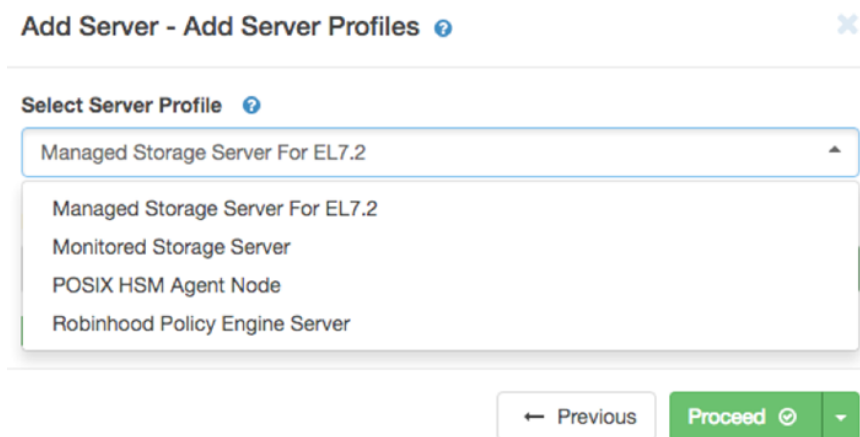 Add Server - Add Server Profiles ?
Select Server Profile ?
Managed Storage Server For EL7.2
Managed Storage Server For EL7.2
Monitored Storage Server
POSIX HSM Agent Node
Robinhood Policy Engine Server
← Previous
Proceed